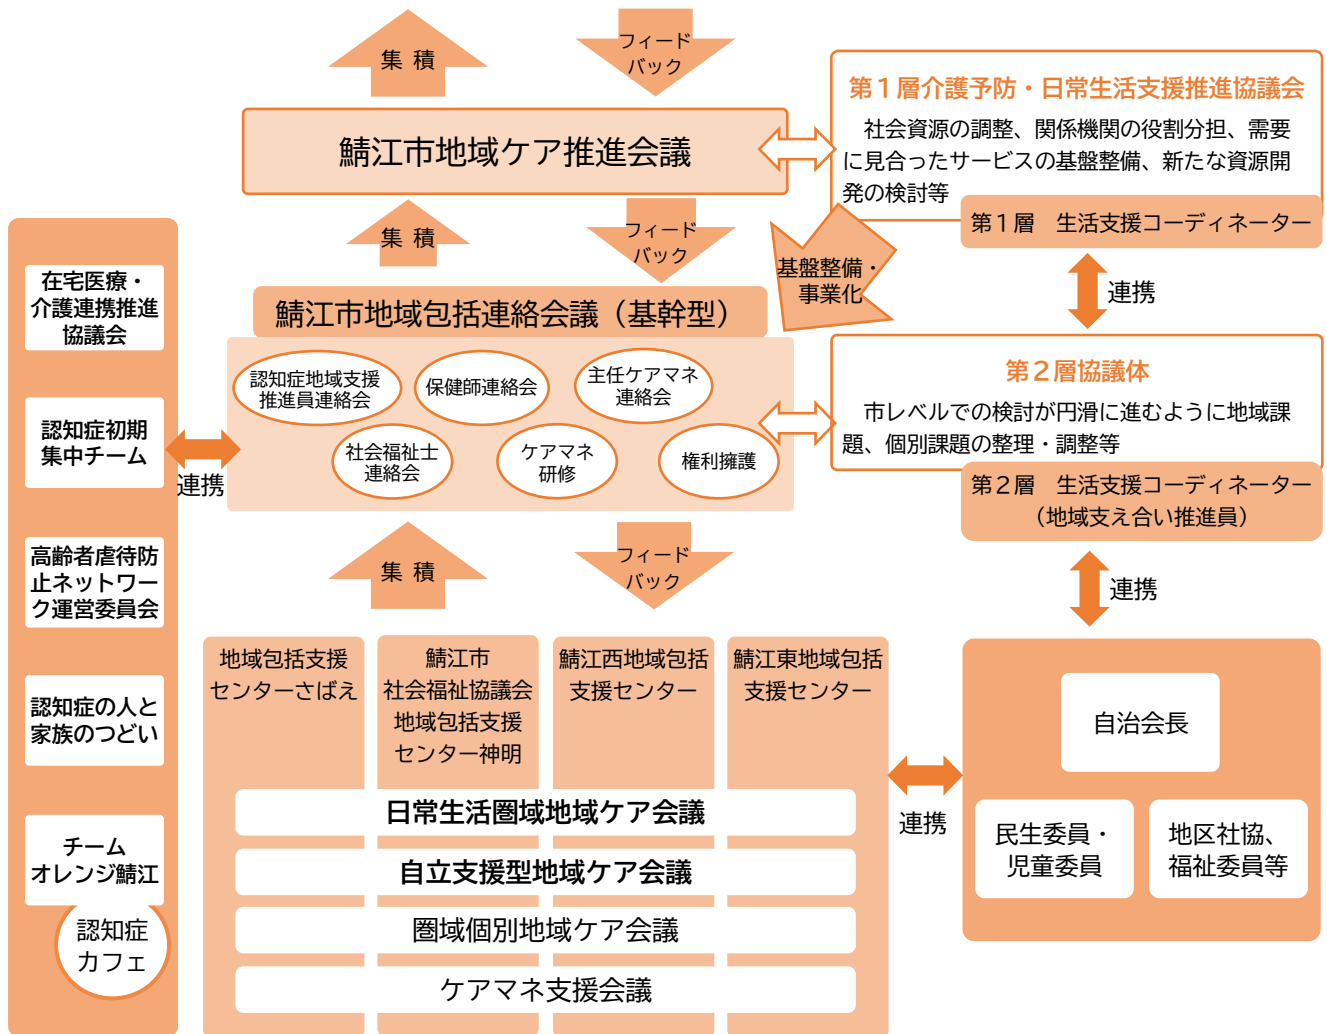 集 積
フィード
バック
鯖江市地域ケア推進会議
第１層介護予防・日常生活支援推進協議会
社会資源の調整、関係機関の役割分担、需要
に見合ったサービスの基盤整備、新たな資源開
発の検討等
第１層　生活支援コーディネーター
集 積
フィード
バック
基盤整備・
事業化
連携
在宅医療・
介護連携推進
協議会
認知症初期
集中チーム
高齢者虐待防
止ネットワー
ク運営委員会
認知症の人と
家族のつどい
チーム
オレンジ鯖江
認知症
カフェ
連携
鯖江市地域包括連絡会議（基幹型）
認知症地域支援
推進員連絡会
保健師連絡会
主任ケアマネ
連絡会
社会福祉士
連絡会
ケアマネ
研修
権利擁護
第２層協議体
市レベルでの検討が円滑に進むように地域課
題、個別課題の整理・調整等
第２層　生活支援コーディネーター
（地域支え合い推進員）
集 積
フィード
バック
連携
地域包括支援
センターさばえ
鯖江市
社会福祉協議会
地域包括支援
センター神明
鯖江西地域包括
支援センター
鯖江東地域包括
支援センター
日常生活圏域地域ケア会議
自立支援型地域ケア会議
圏域個別地域ケア会議
ケアマネ支援会議
連携
自治会長
民生委員・
児童委員
地区社協、
福祉委員等